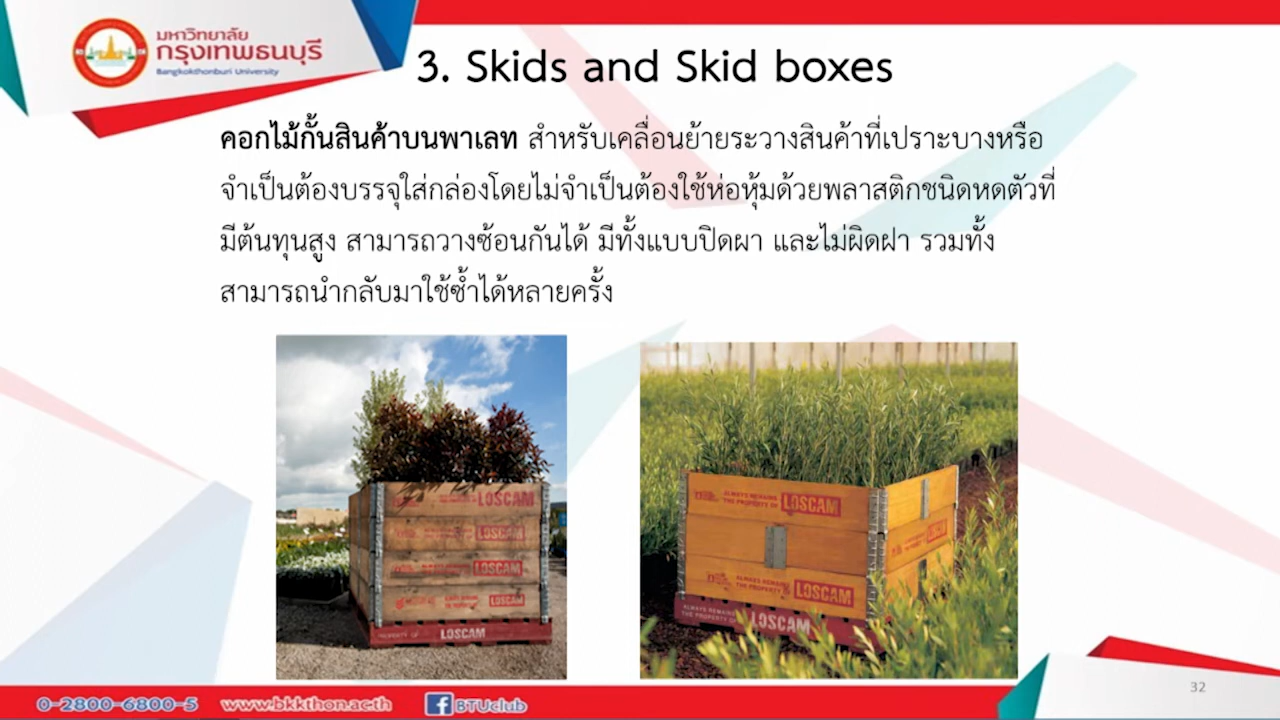 มหาวิทยาลัย
กรุงเทพธนบุรี
Bangkokthonburi University
3. Skids and Skid boxes
คอกไม้กั้นสินค้าบนพาเลท สำหรับเคลื่อนย้ายระวางสินค้าที่เปราะบางหรือ
จำเป็นต้องบรรจุใส่กล่องโดยไม่จำเป็นต้องใช้ห่อหุ้มด้วยพลาสติกชนิดหดตัวที่
มีต้นทุนสูง สามารถวางซ้อนกันได้ มีทั้งแบบปิดผา และไม่ผิดฝา รวมทั้ง
สามารถนำกลับมาใช้ซ้ำได้หลายครั้ง
LOSCAM
LOSCAM
LOSCAM
LOSCAM
PROPERTY OF LOSCAM
ALWAYS REMAINS
THE PROPERTY OF LOSCAM
ALWAYS REMAINS
THE PROPERTY OF LOSCAM
ALWAYS REMAINS
THE PROPERTY OF LOSCAM
0-2800-6800-5 www.bkkthon.ac.th BTUclub
32